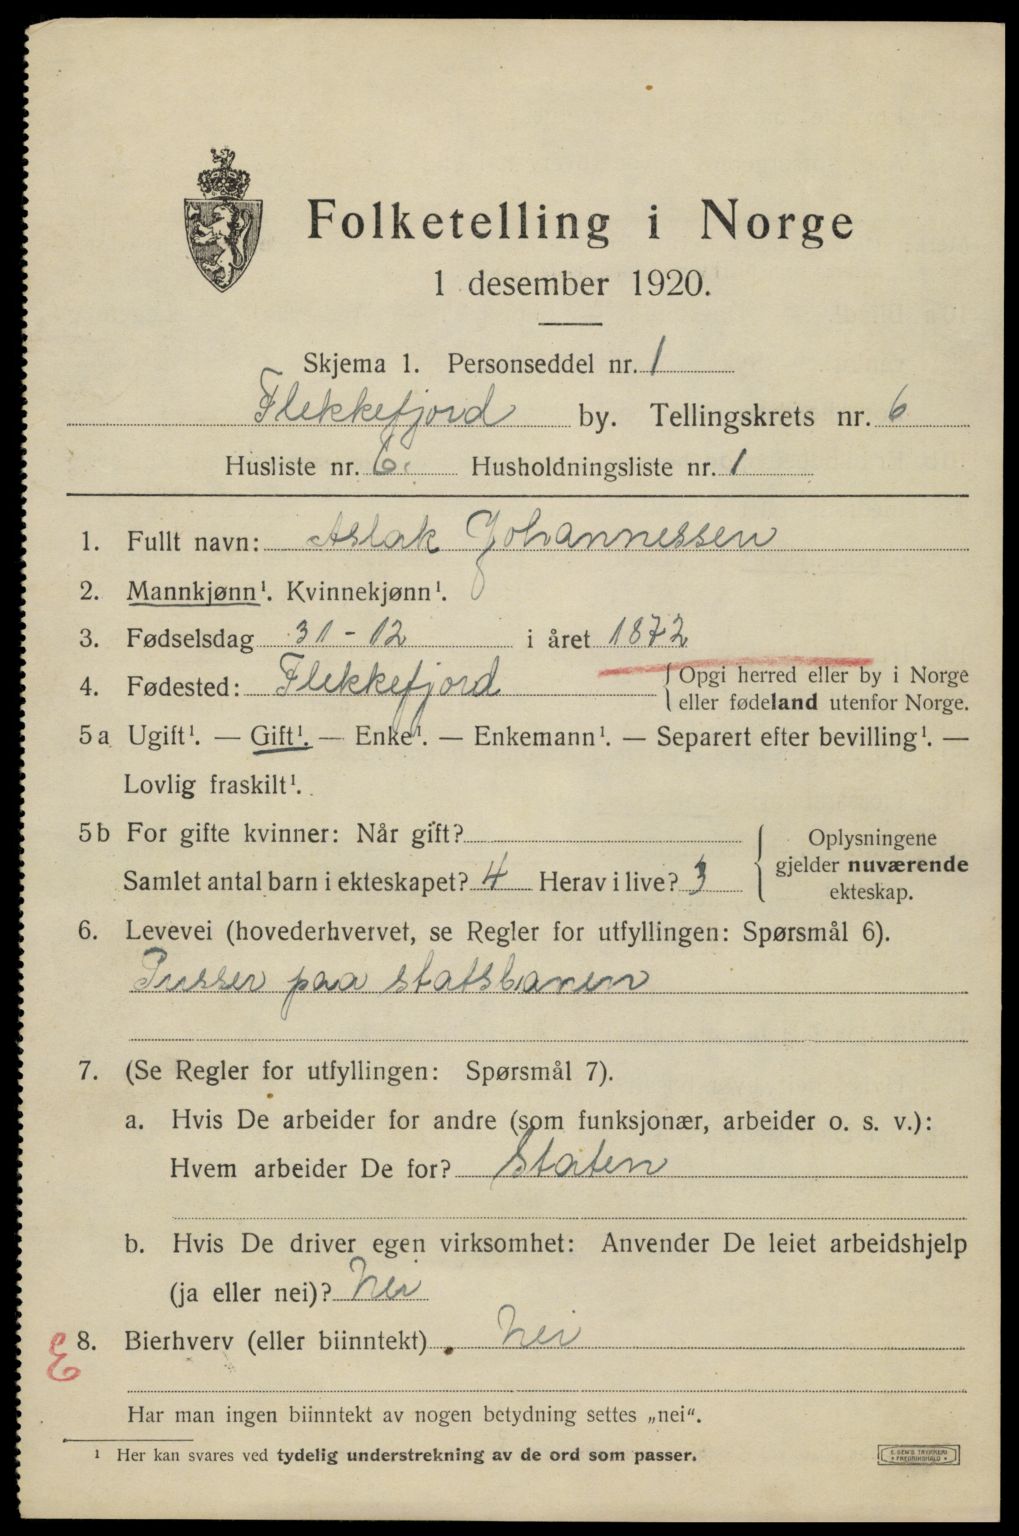 Folketelling i Norge
1 desember 1920.
Skjema 1. Personseddel nr. 1
Flekkefjord by. Tellingskrets nr. 6
Husliste nr. 6. Husholdningsliste nr. 1
1. Fullt navn: Aslak Johannessen
2. Mannkjønn¹. Kvinnekjønn¹.
3. Fødselsdag 31-12 i året 1872
4. Fødested: Flekkefjord { Opgi herred eller by i Norge
eller fødeland utenfor Norge.
5a Ugift¹. — Gift¹. — Enke¹. — Enkemann¹. — Separert efter bevilling¹. —
Lovlig fraskilt¹.
5b For gifte kvinner: Når gift?
Samlet antal barn i ekteskapet? 4 Herav i live? 3
{ Oplysningene
gjelder nuværende
ekteskap.
6. Levevei (hovederhvervet, se Regler for utfyllingen: Spørsmål 6).
Pusser paa statsbanen
7. (Se Regler for utfyllingen: Spørsmål 7).
a. Hvis De arbeider for andre (som funksjonær, arbeider o. s. v.):
Hvem arbeider De for? Staten
b. Hvis De driver egen virksomhet: Anvender De leiet arbeidshjelp
(ja eller nei)? Nei
E 8. Bierhverv (eller biinntekt) Nei
Har man ingen biinntekt av nogen betydning settes „nei".
¹ Her kan svares ved tydelig understrekning av de ord som passer.
E. SEM'S TRYKKERI
• FREDRIKSHALD •